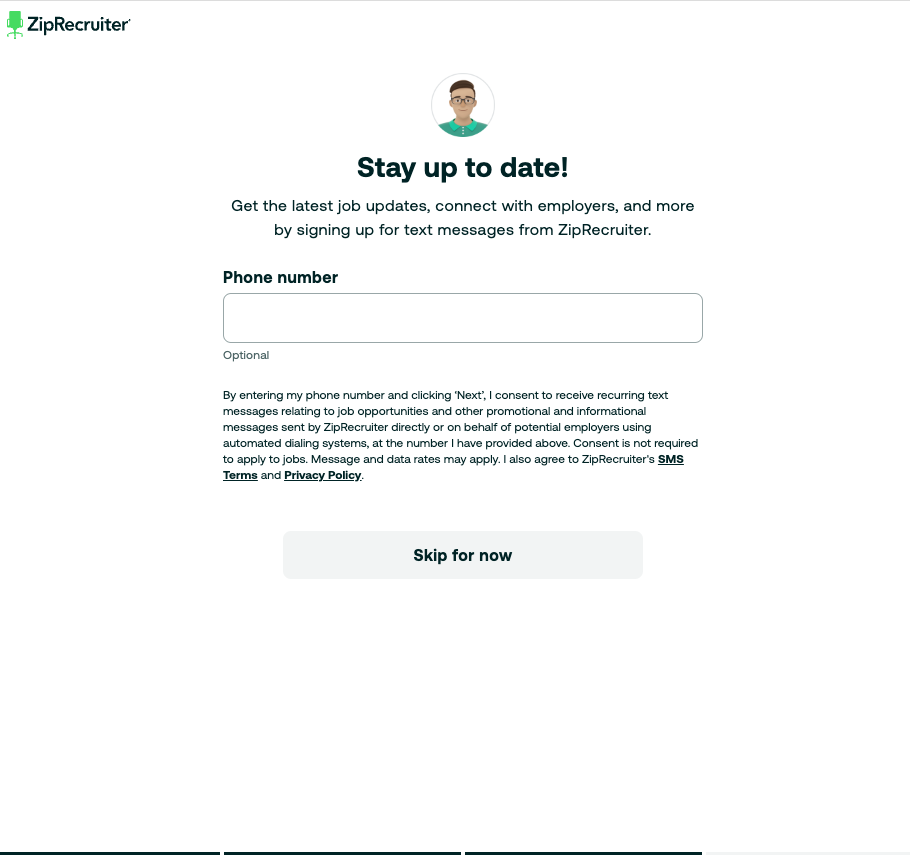 ZipRecruiter
Stay up to date!
Get the latest job updates, connect with employers, and more
by signing up for text messages from ZipRecruiter.
Phone number
Optional
By entering my phone number and clicking ‘Next’, I consent to receive recurring text
messages relating to job opportunities and other promotional and informational
messages sent by ZipRecruiter directly or on behalf of potential employers using
automated dialing systems, at the number I have provided above. Consent is not required
to apply to jobs. Message and data rates may apply. I also agree to ZipRecruiter's SMS
Terms and Privacy Policy.
Skip for now